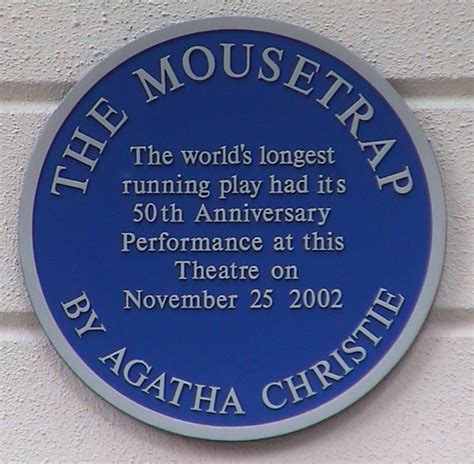 THE MOUSETRAP
The world's longest
running play had its
50th Anniversary
Performance at this
Theatre on
November 25 2002
BY AGATHA CHRISTIE